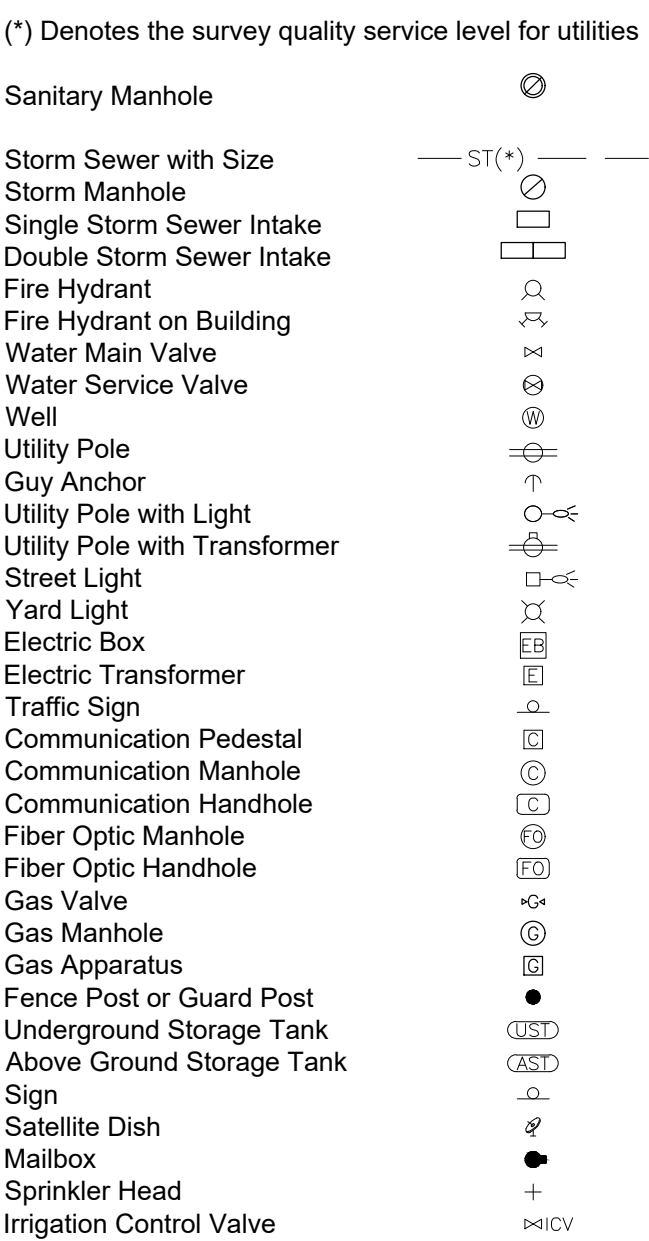 (*) Denotes the survey quality service level for utilities
Sanitary Manhole
Storm Sewer with Size ST(*)
Storm Manhole
Single Storm Sewer Intake
Double Storm Sewer Intake
Fire Hydrant
Fire Hydrant on Building
Water Main Valve
Water Service Valve
Well W
Utility Pole
Guy Anchor
Utility Pole with Light
Utility Pole with Transformer
Street Light
Yard Light
Electric Box EB
Electric Transformer E
Traffic Sign
Communication Pedestal C
Communication Manhole C
Communication Handhole C
Fiber Optic Manhole FO
Fiber Optic Handhole FO
Gas Valve G
Gas Manhole G
Gas Apparatus G
Fence Post or Guard Post
Underground Storage Tank UST
Above Ground Storage Tank AST
Sign
Satellite Dish
Mailbox
Sprinkler Head
Irrigation Control Valve ICV